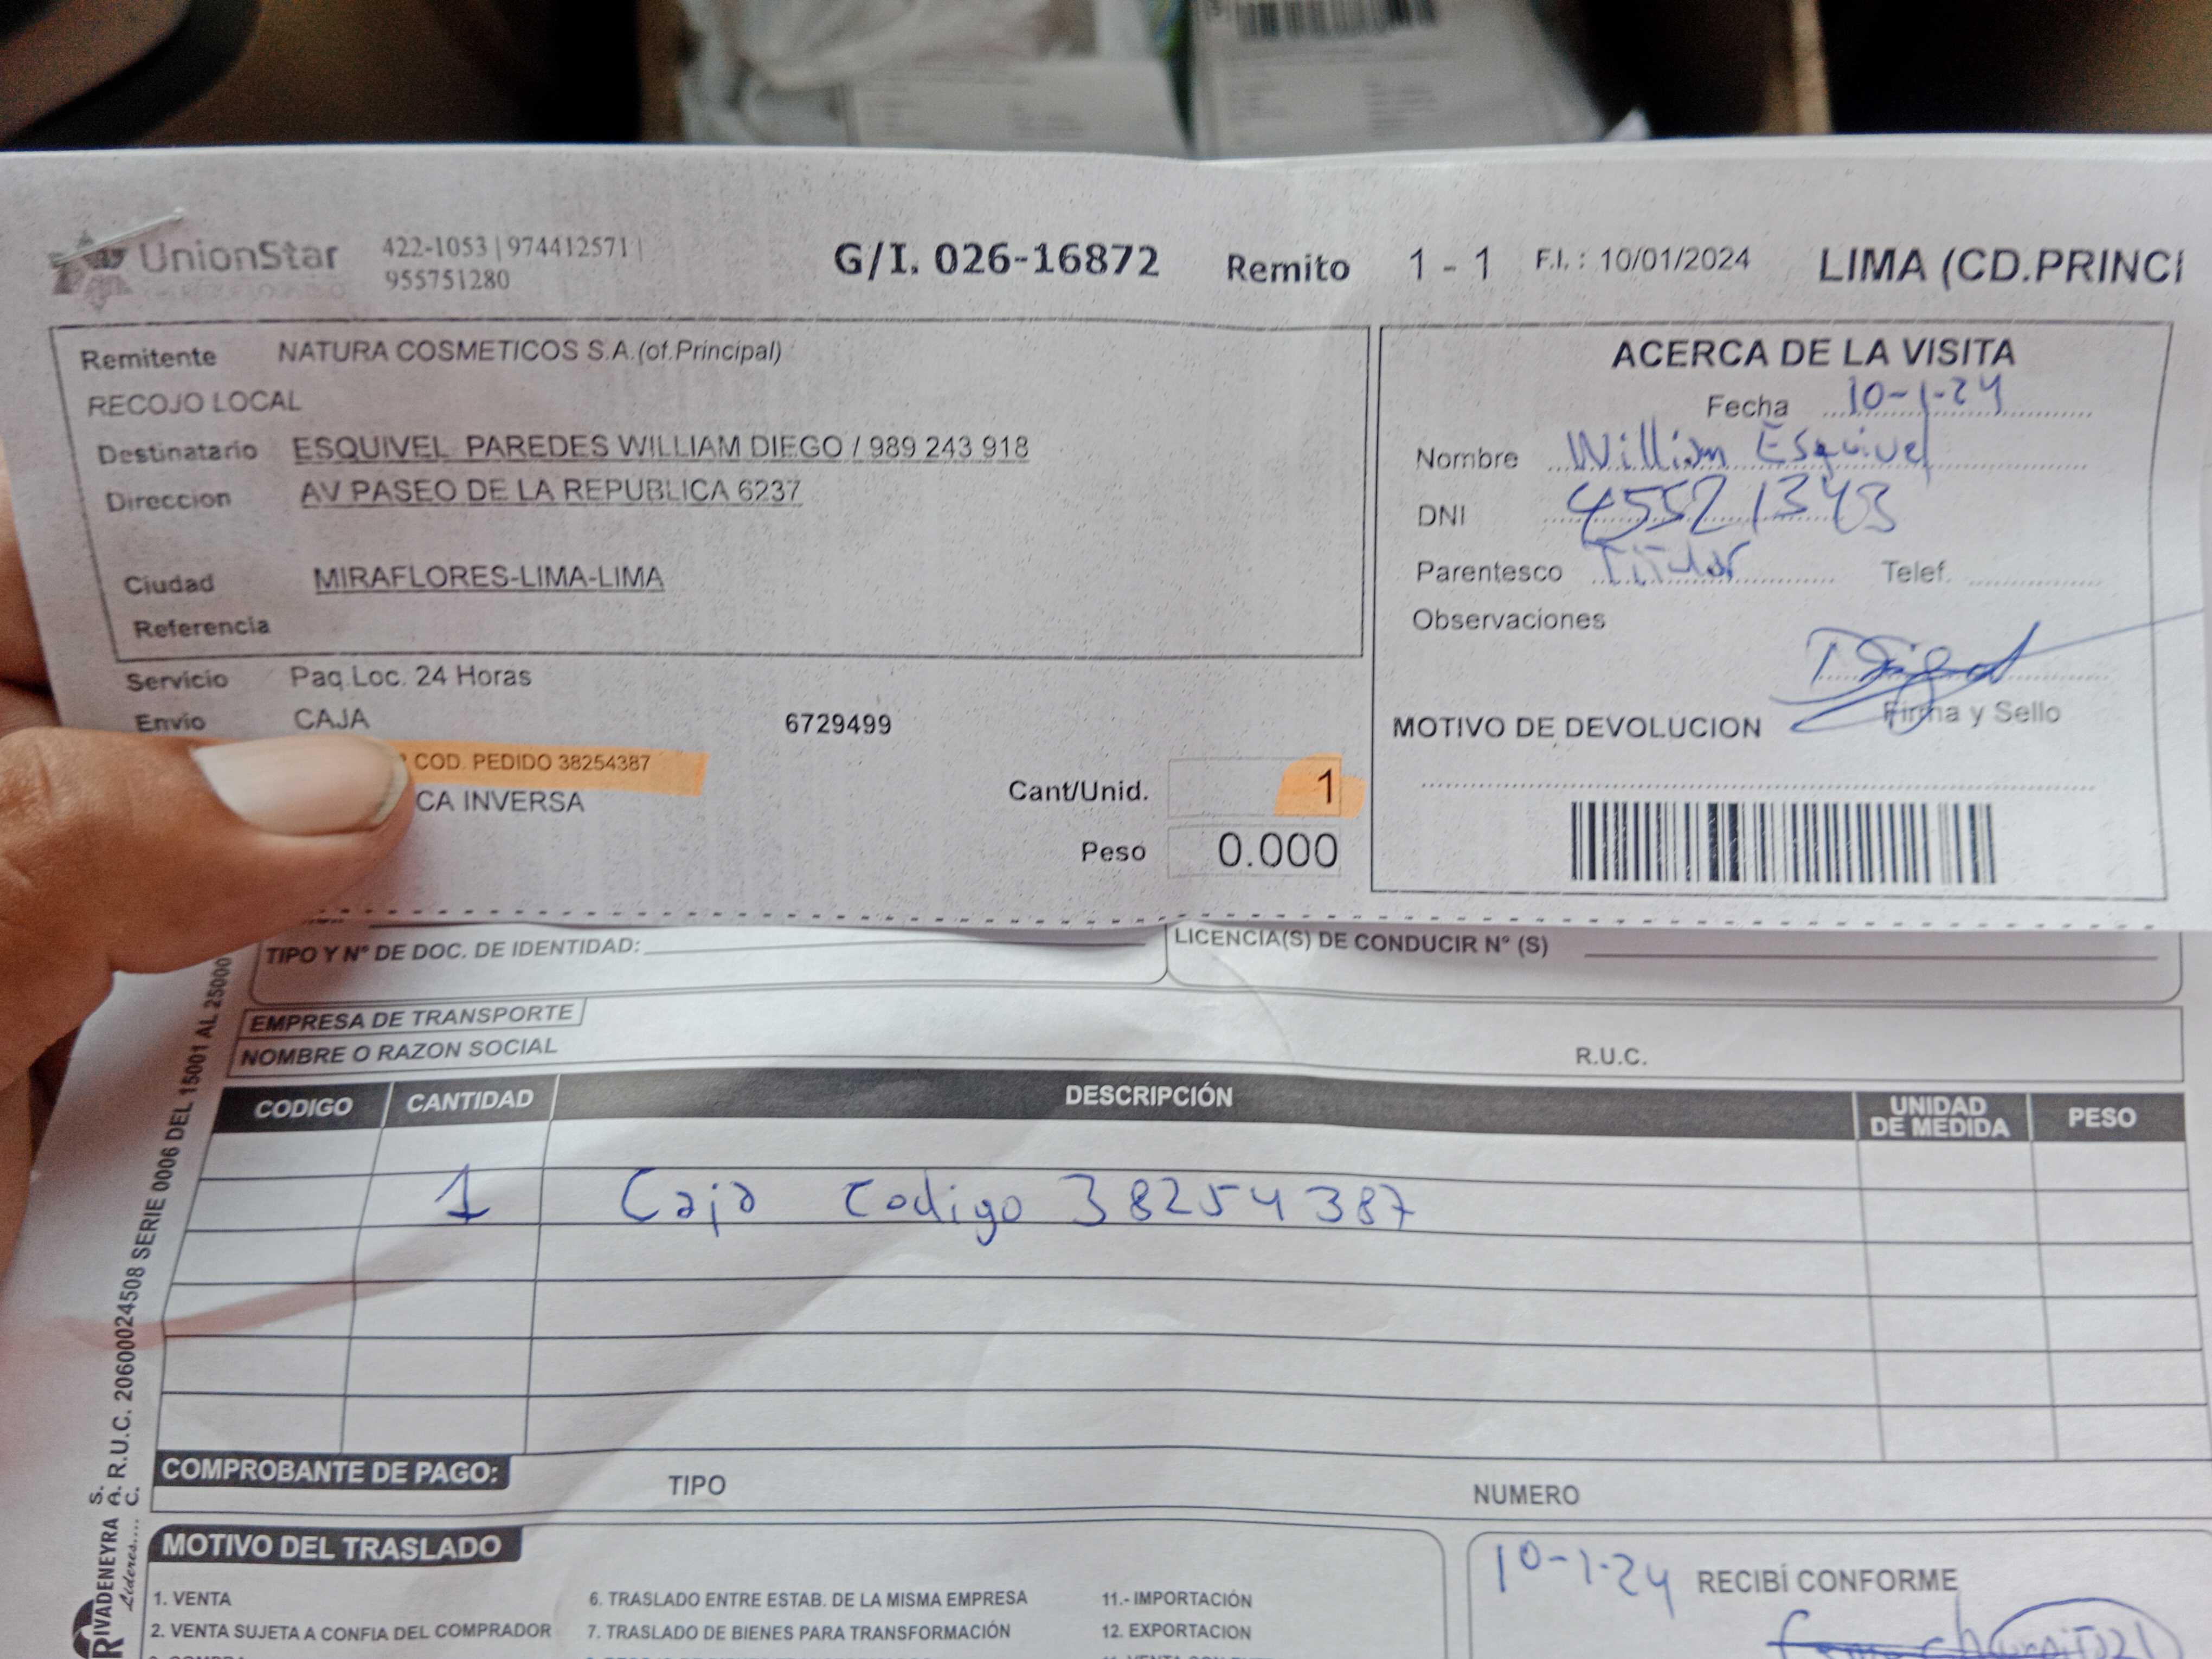 UnionStar 422-1053 | 974412571 |
955751280
G/I. 026-16872 Remito 1 - 1 F.I. : 10/01/2024 LIMA (CD.PRINCI
Remitente NATURA COSMETICOS S.A.(of.Principal)
RECOJO LOCAL
Destinatario ESQUIVEL PAREDES WILLIAM DIEGO / 989 243 918
Direccion AV PASEO DE LA REPUBLICA 6237
Ciudad MIRAFLORES-LIMA-LIMA
Referencia
Servicio Paq.Loc. 24 Horas
Envio CAJA 6729499
COD. PEDIDO 38254387
CA INVERSA
Cant/Unid. 1
Peso 0.000
ACERCA DE LA VISITA
Fecha 10-1-24
Nombre William Esquivel
DNI 45521343
Parentesco Titular Telef.
Observaciones
Firma y Sello
MOTIVO DE DEVOLUCION
TIPO Y Nº DE DOC. DE IDENTIDAD:
LICENCIA(S) DE CONDUCIR N° (S)
EMPRESA DE TRANSPORTE
NOMBRE O RAZON SOCIAL R.U.C.
CODIGO CANTIDAD DESCRIPCIÓN UNIDAD DE MEDIDA PESO
1 Caja Codigo 38254387
COMPROBANTE DE PAGO: TIPO NUMERO
MOTIVO DEL TRASLADO
1. VENTA
2. VENTA SUJETA A CONFIA DEL COMPRADOR
6. TRASLADO ENTRE ESTAB. DE LA MISMA EMPRESA
7. TRASLADO DE BIENES PARA TRANSFORMACIÓN
11.- IMPORTACIÓN
12. EXPORTACION
10-1-24 RECIBÍ CONFORME
RIVADENEYRA S.A.C. R.U.C. 20600024508 SERIE 0006 DEL 15001 AL 25000
Líderes....